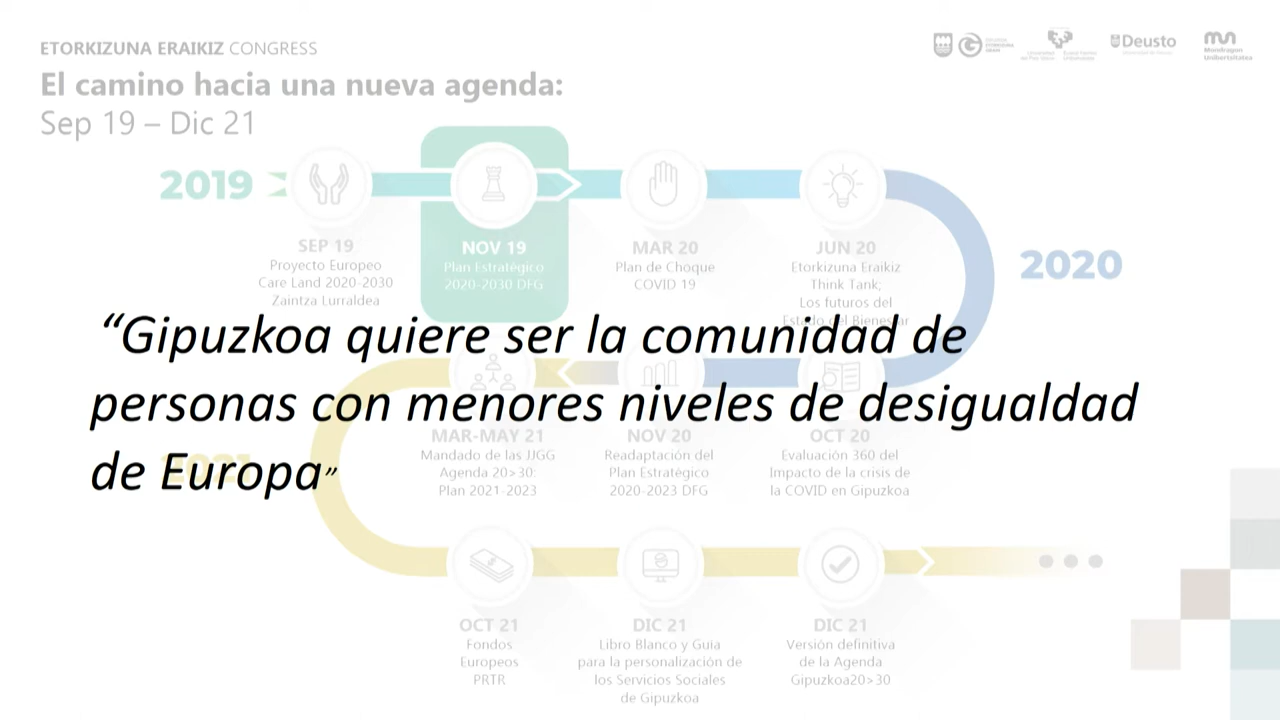 ETORKIZUNA ERAIKIZ CONGRESS
El camino hacia una nueva agenda:
Sep 19 – Dic 21
Deusto
Mondragon
Unibertsitatea
2019
SEP 19
Proyecto Europeo
Care Land 2020-2030
Zaintza Lurraldea
NOV 19
Plan Estratégico
2020-2030 DFG
MAR 20
Plan de Choque
COVID 19
JUN 20
Etorkizuna Eraikiz
Think Tank;
Los futuros del
Estado del Bienestar
2020
“Gipuzkoa quiere ser la comunidad de
personas con menores niveles de desigualdad
de Europa”
2021
MAR-MAY 21
Mandado de las JJGG
Agenda 20>30:
Plan 2021-2023
NOV 20
Readaptación del
Plan Estratégico
2020-2023 DFG
OCT 20
Evaluación 360 del
Impacto de la crisis de
la COVID en Gipuzkoa
OCT 21
Fondos
Europeos
PRTR
DIC 21
Libro Blanco y Guia
para la personalización de
los Servicios Sociales
de Gipuzkoa
DIC 21
Versión definitiva
de la Agenda
Gipuzkoa20>30